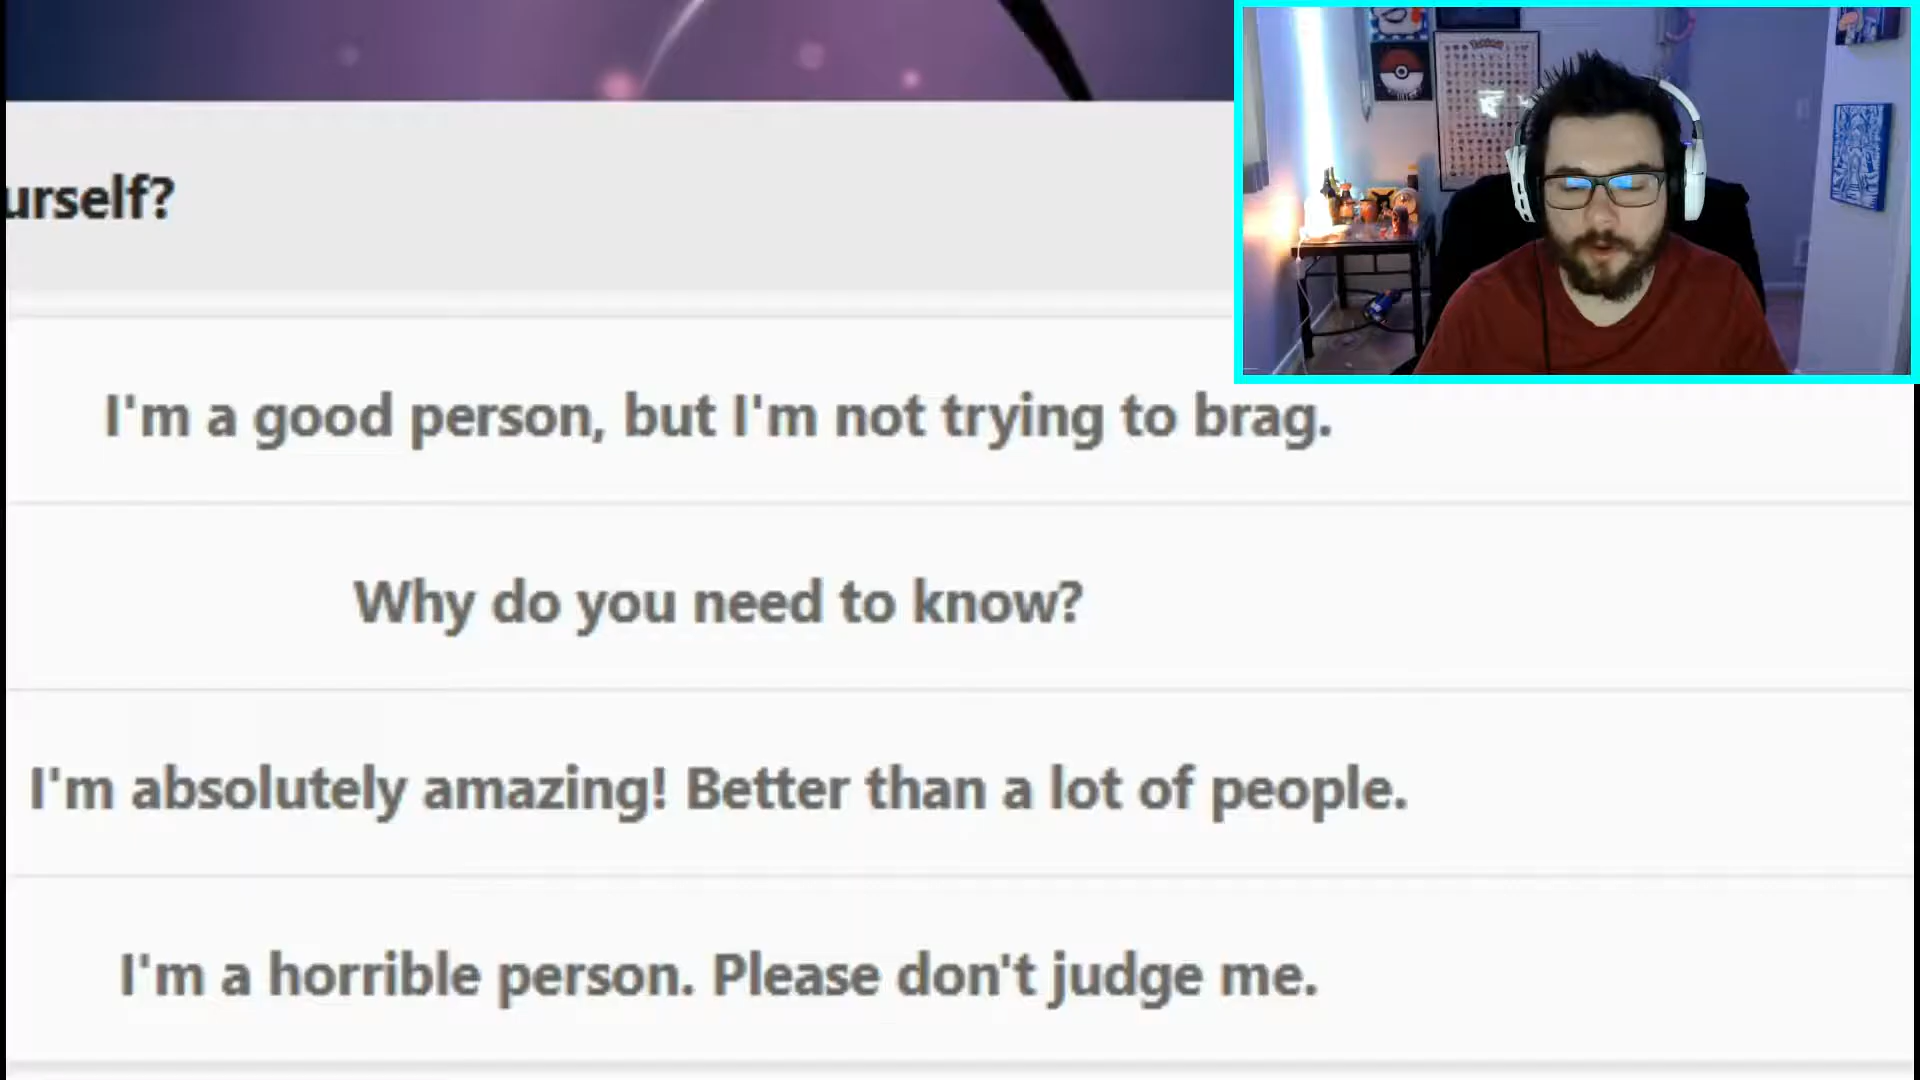 urself?
I'm a good person, but I'm not trying to brag.
Why do you need to know?
I'm absolutely amazing! Better than a lot of people.
I'm a horrible person. Please don't judge me.